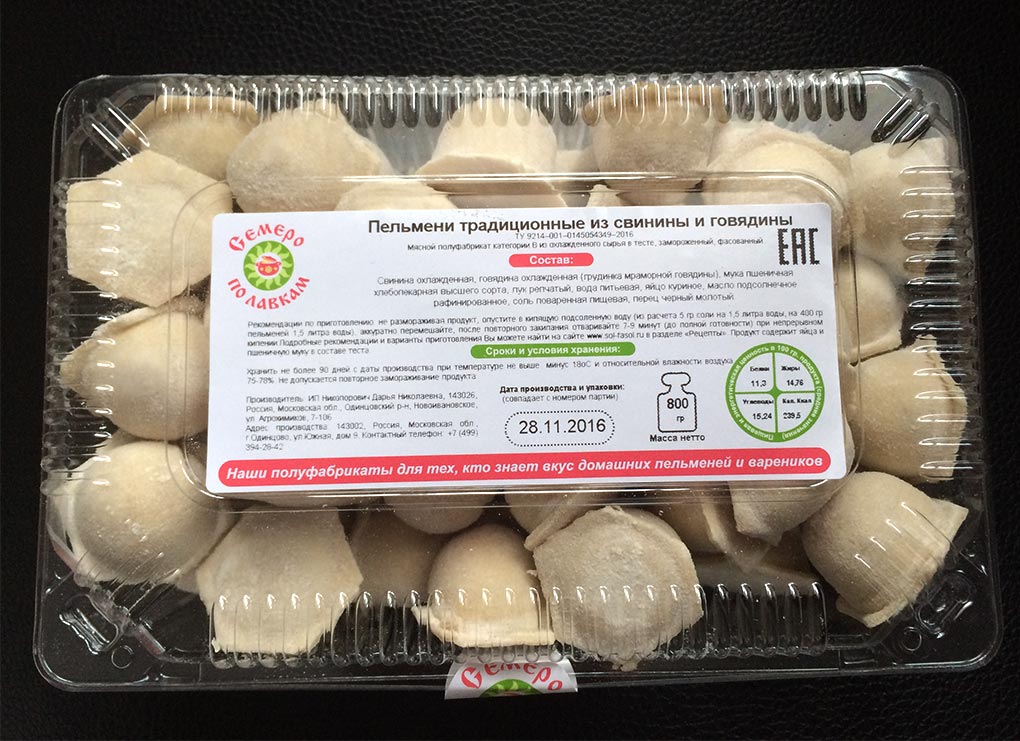 Семеро
по лавкам
Пельмени традиционные из свинины и говядины
ТУ 9214-001-0145054349-2016
Мясной полуфабрикат категории В из охлажденного сырья в тесте, замороженный, фасованный
ЕАС
Состав:
Свинина охлажденная, говядина охлажденная (грудинка мраморной говядины), мука пшеничная
хлебопекарная высшего сорта, лук репчатый, вода питьевая, яйцо куриное, масло подсолнечное
рафинированное, соль поваренная пищевая, перец черный молотый
Рекомендации по приготовлению: не размораживая продукт, опустите в кипящую подсоленную воду (из расчета 5 гр соли на 1,5 литра воды, на 400 гр
пельменей 1,5 литра воды), аккуратно перемешайте, после повторного закипания отваривайте 7-9 минут (до полной готовности) при непрерывном
кипении.Подробные рекомендации и варианты приготовления Вы можете найти на сайте www.sol-fasol.ru в разделе «Рецепты». Продукт содержит яйца и
пшеничную муку в составе теста.
Сроки и условия хранения:
Хранить не более 90 дней с даты производства при температуре не выше минус 18оС и относительной влажности воздуха
75-78%. Не допускается повторное замораживание продукта
Производитель: ИП Никопорович Дарья Николаевна, 143026,
Россия, Московская обл., Одинцовский р-н, Новоивановское,
ул. Агрохимиков, 7-106
Адрес производства: 143002, Россия, Московская обл.,
г.Одинцово, ул.Южная, дом 9. Контактный телефон: +7 (499)
394-28-42
Дата производства и упаковки:
(совпадает с номером партии)
28.11.2016
800
гр
Масса нетто
Пищевая и энергетическая ценность в 100 гр. продукта (средние значения)
Белки
11,3
Жиры
14,76
Углеводы
15,24
Кал. Ккал
239,5
Наши полуфабрикаты для тех, кто знает вкус домашних пельменей и вареников
Семеро